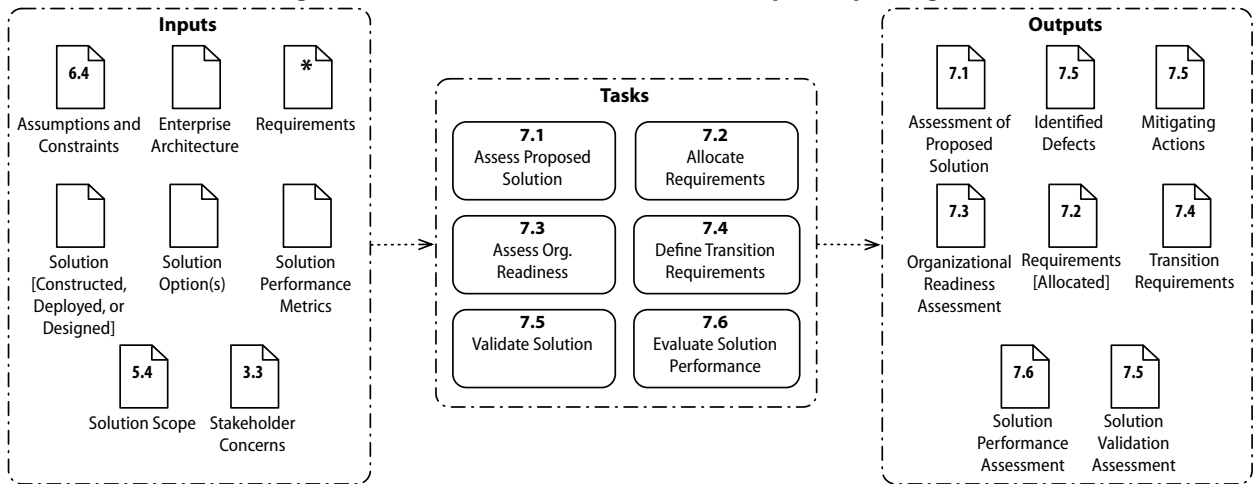 Inputs
6.4
*
Assumptions and
Constraints
Enterprise
Architecture
Requirements
Solution
[Constructed,
Deployed, or
Designed]
Solution
Option(s)
Solution
Performance
Metrics
5.4
3.3
Solution Scope
Stakeholder
Concerns
Tasks
7.1
Assess Proposed
Solution
7.2
Allocate
Requirements
7.3
Assess Org.
Readiness
7.4
Define Transition
Requirements
7.5
Validate Solution
7.6
Evaluate Solution
Performance
Outputs
7.1
7.5
7.5
Assessment of
Proposed
Solution
Identified
Defects
Mitigating
Actions
7.3
7.2
7.4
Organizational
Readiness
Assessment
Requirements
[Allocated]
Transition
Requirements
7.6
7.5
Solution
Performance
Assessment
Solution
Validation
Assessment